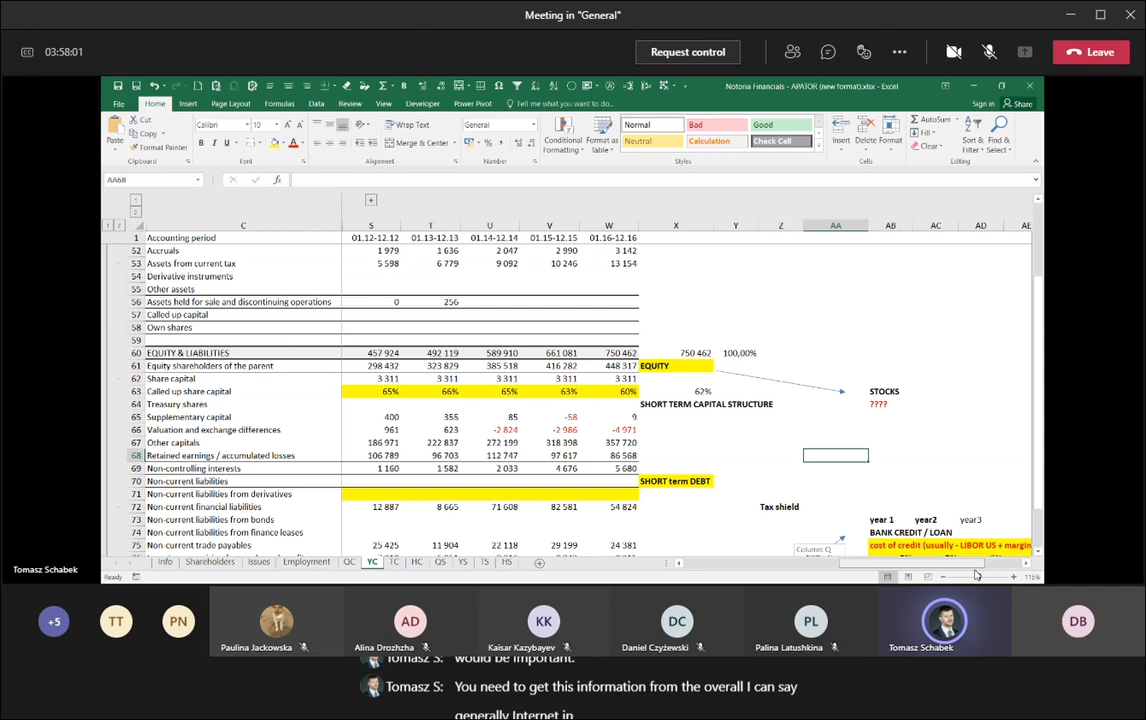 Meeting in "General"
CC 03:58:01 Request control Leave
Notoria Financials - APATOR (new format).xlsx - Excel
File Home Insert Page Layout Formulas Data Review View Developer Power Pivot Tell me what you want to do... Sign in Share
Cut
Copy
Format Painter
Paste
Calibri 10
Wrap Text
Merge & Center
General
Conditional Formatting
Format as Table
Normal Bad Good
Neutral Calculation Check Cell
Insert Delete Format
AutoSum
Fill
Clear
Sort & Filter
Find & Select
Clipboard Font Alignment Number Styles Cells Editing
AA68 fx
1
2
1 2 C S T U V W X Y Z AA AB AC AD AE
1 Accounting period 01.12-12.12 01.13-12.13 01.14-12.14 01.15-12.15 01.16-12.16
52 Accruals 1 979 1 636 2 047 2 990 3 142
53 Assets from current tax 5 598 6 779 9 092 10 246 13 154
54 Derivative instruments
55 Other assets
56 Assets held for sale and discontinuing operations 0 256
57 Called up capital
58 Own shares
59
60 EQUITY & LIABILITIES 457 924 492 119 589 910 661 081 750 462 750 462 100,00%
61 Equity shareholders of the parent 298 432 323 829 385 518 416 282 448 317 EQUITY
62 Share capital 3 311 3 311 3 311 3 311 3 311
63 Called up share capital 65% 66% 65% 63% 60% 62% STOCKS
64 Treasury shares SHORT TERM CAPITAL STRUCTURE ????
65 Supplementary capital 400 355 85 -58 9
66 Valuation and exchange differences 961 623 -2 824 -2 986 -4 971
67 Other capitals 186 971 222 837 272 199 318 398 357 720
68 Retained earnings / accumulated losses 106 789 96 703 112 747 97 617 86 568
69 Non-controlling interests 1 160 1 582 2 033 4 676 5 680
70 Non-current liabilities SHORT term DEBT
71 Non-current liabilities from derivatives
72 Non-current financial liabilities 12 887 8 665 71 608 82 581 54 824 Tax shield
73 Non-current liabilities from bonds year 1 year2 year3
74 Non-current liabilities from finance leases BANK CREDIT / LOAN
75 Non-current trade payables 25 425 11 904 22 118 29 199 24 381 cost of credit (usually - LIBOR US + margin
Column: Q
Info Shareholders Issues Employment QC YC TC HC QS YS TS HS
Ready 115%
Tomasz Schabek
+5 TT PN AD KK DC PL DB
Paulina Jackowska Alina Drozhzha Kaisar Kazybayev Daniel Czyżewski Palina Latushkina Tomasz Schabek
Tomasz S: would be important.
Tomasz S: You need to get this information from the overall I can say
generally Internet in